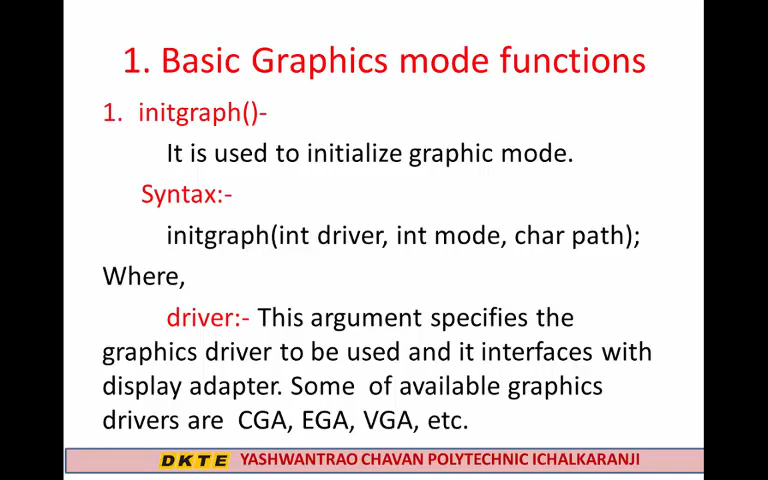 1. Basic Graphics mode functions
1. initgraph()-
It is used to initialize graphic mode.
Syntax:-
initgraph(int driver, int mode, char path);
Where,
driver:- This argument specifies the
graphics driver to be used and it interfaces with
display adapter. Some of available graphics
drivers are CGA, EGA, VGA, etc.
DKTE YASHWANTRAO CHAVAN POLYTECHNIC ICHALKARANJI